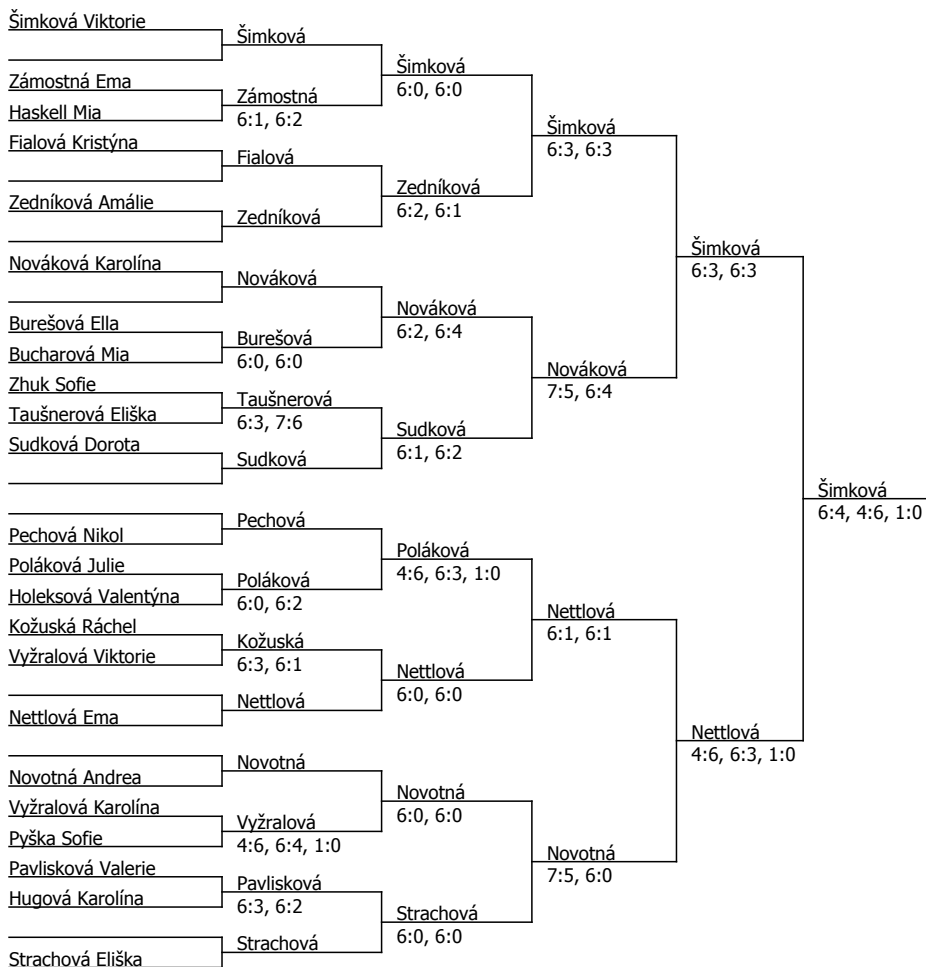 Šimková Viktorie
Zámostná Ema
Haskell Mia
Fialová Kristýna
Zedníková Amálie
Nováková Karolína
Burešová Ella
Bucharová Mia
Zhuk Sofie
Taušnerová Eliška
Sudková Dorota
Pechová Nikol
Poláková Julie
Holeksová Valentýna
Kožuská Ráchel
Vyžralová Viktorie
Nettlová Ema
Novotná Andrea
Vyžralová Karolína
Pyška Sofie
Pavlisková Valerie
Hugová Karolína
Strachová Eliška
Šimková
Zámostná
6:1, 6:2
Fialová
Zedníková
Nováková
Burešová
6:0, 6:0
Taušnerová
6:3, 7:6
Sudková
Pechová
Poláková
6:0, 6:2
Kožuská
6:3, 6:1
Nettlová
Novotná
Vyžralová
4:6, 6:4, 1:0
Pavlisková
6:3, 6:2
Strachová
Šimková
6:0, 6:0
Zedníková
6:2, 6:1
Nováková
6:2, 6:4
Sudková
6:1, 6:2
Poláková
4:6, 6:3, 1:0
Nettlová
6:0, 6:0
Novotná
6:0, 6:0
Strachová
6:0, 6:0
Šimková
6:3, 6:3
Nováková
7:5, 6:4
Nettlová
6:1, 6:1
Novotná
7:5, 6:0
Šimková
6:3, 6:3
Nettlová
4:6, 6:3, 1:0
Šimková
6:4, 4:6, 1:0